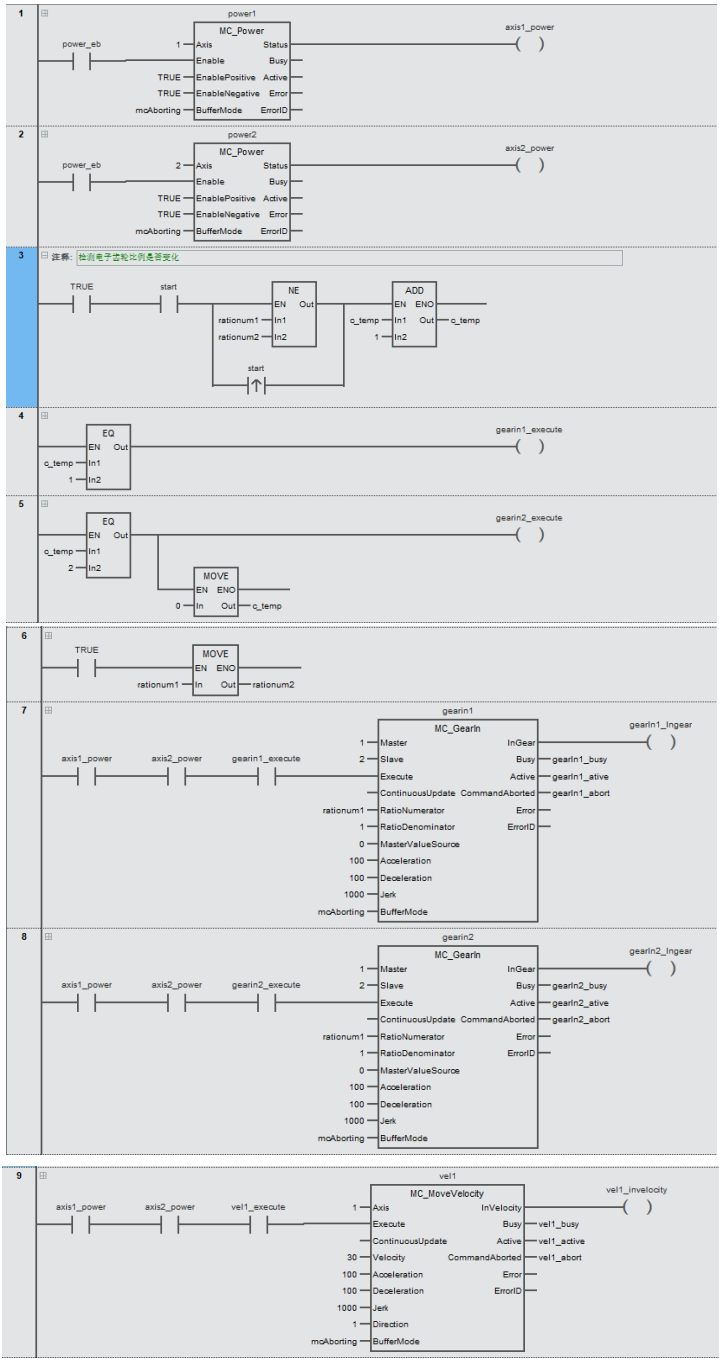 1
power1
MC_Power
axis1_power
power_eb
1 Axis Status
Enable Busy
TRUE EnablePositive Active
TRUE EnableNegative Error
mcAborting BufferMode ErrorID
2
power2
MC_Power
axis2_power
power_eb
2 Axis Status
Enable Busy
TRUE EnablePositive Active
TRUE EnableNegative Error
mcAborting BufferMode ErrorID
3
注释: 检测电子齿轮比例是否变化
TRUE start
NE
EN Out
rationum1 In1
rationum2 In2
ADD
EN ENO
c_temp In1 Out c_temp
1 In2
start
4
EQ
EN Out
c_temp In1
1 In2
gearin1_execute
5
EQ
EN Out
c_temp In1
2 In2
gearin2_execute
MOVE
EN ENO
0 In Out c_temp
6
TRUE
MOVE
EN ENO
rationum1 In Out rationum2
7
gearin1
MC_GearIn
gearIn1_Ingear
1 Master InGear
axis1_power axis2_power gearin1_execute
2 Slave Busy gearIn1_busy
Execute Active gearIn1_ative
ContinuousUpdate CommandAborted gearIn1_abort
rationum1 RatioNumerator Error
1 RatioDenominator ErrorID
0 MasterValueSource
100 Acceleration
100 Deceleration
1000 Jerk
mcAborting BufferMode
8
gearin2
MC_GearIn
gearIn2_Ingear
1 Master InGear
axis1_power axis2_power gearin2_execute
2 Slave Busy gearIn2_busy
Execute Active gearIn2_ative
ContinuousUpdate CommandAborted gearIn2_abort
rationum1 RatioNumerator Error
1 RatioDenominator ErrorID
0 MasterValueSource
100 Acceleration
100 Deceleration
1000 Jerk
mcAborting BufferMode
9
vel1
MC_MoveVelocity
vel1_invelocity
axis1_power axis2_power vel1_execute
1 Axis InVelocity
Execute Busy vel1_busy
ContinuousUpdate Active vel1_active
30 Velocity CommandAborted vel1_abort
100 Acceleration Error
100 Deceleration ErrorID
1000 Jerk
1 Direction
mcAborting BufferMode